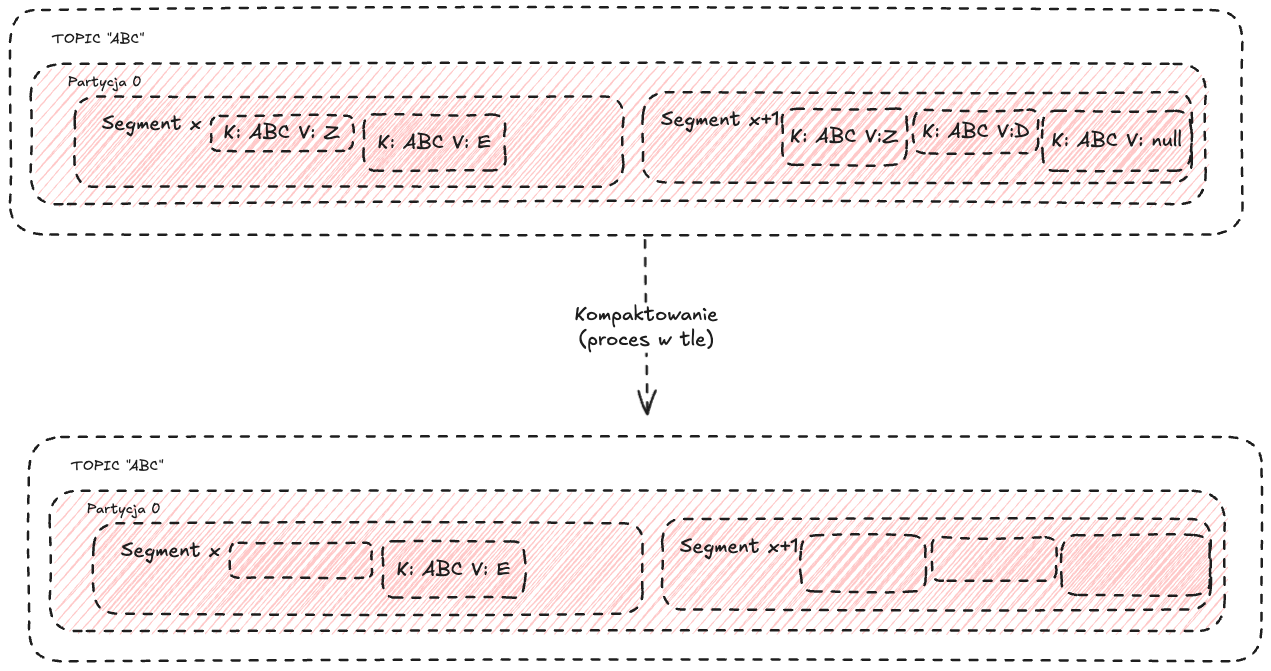 TOPIC "ABC"
Partycja 0
Segment x
K: ABC V: Z
K: ABC V: E
Segment x+1
K: ABC V:Z
K: ABC V:D
K: ABC V: null
Kompaktowanie
(proces w tle)
TOPIC "ABC"
Partycja 0
Segment x
K: ABC V: E
Segment x+1